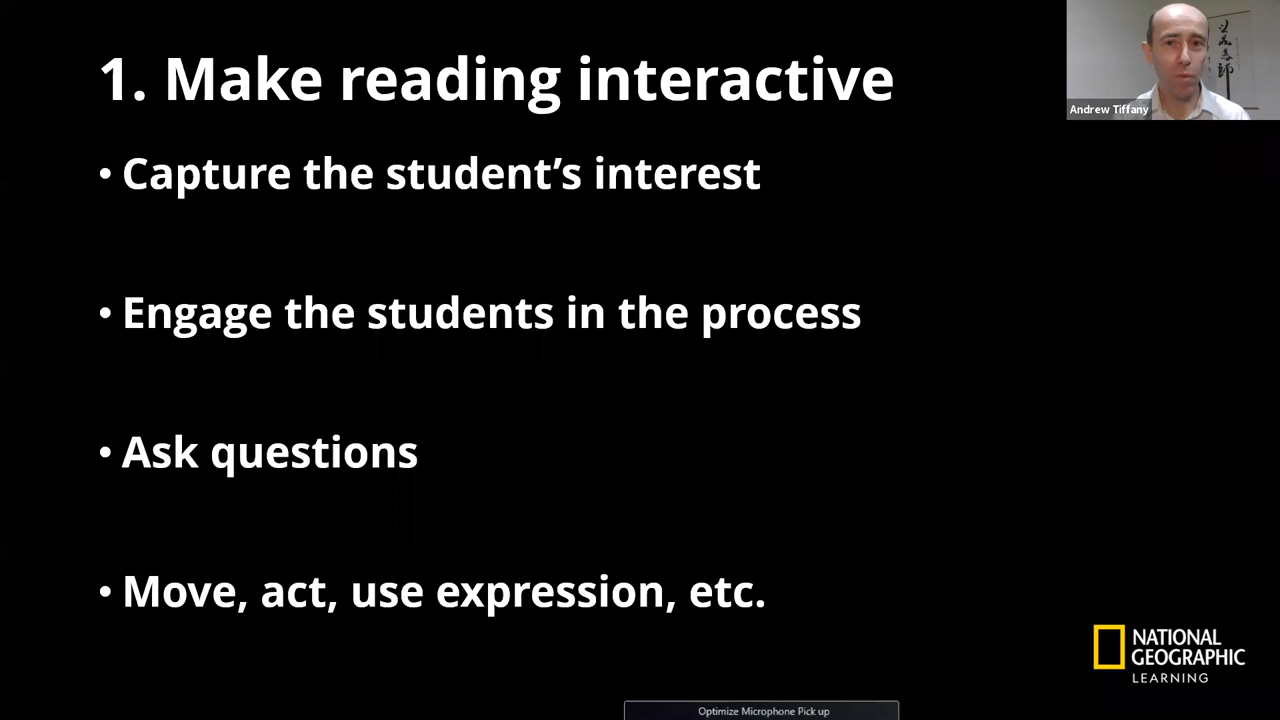 1. Make reading interactive
• Capture the student’s interest
• Engage the students in the process
• Ask questions
• Move, act, use expression, etc.
Andrew Tiffany
NATIONAL
GEOGRAPHIC
LEARNING
Optimize Microphone Pick up